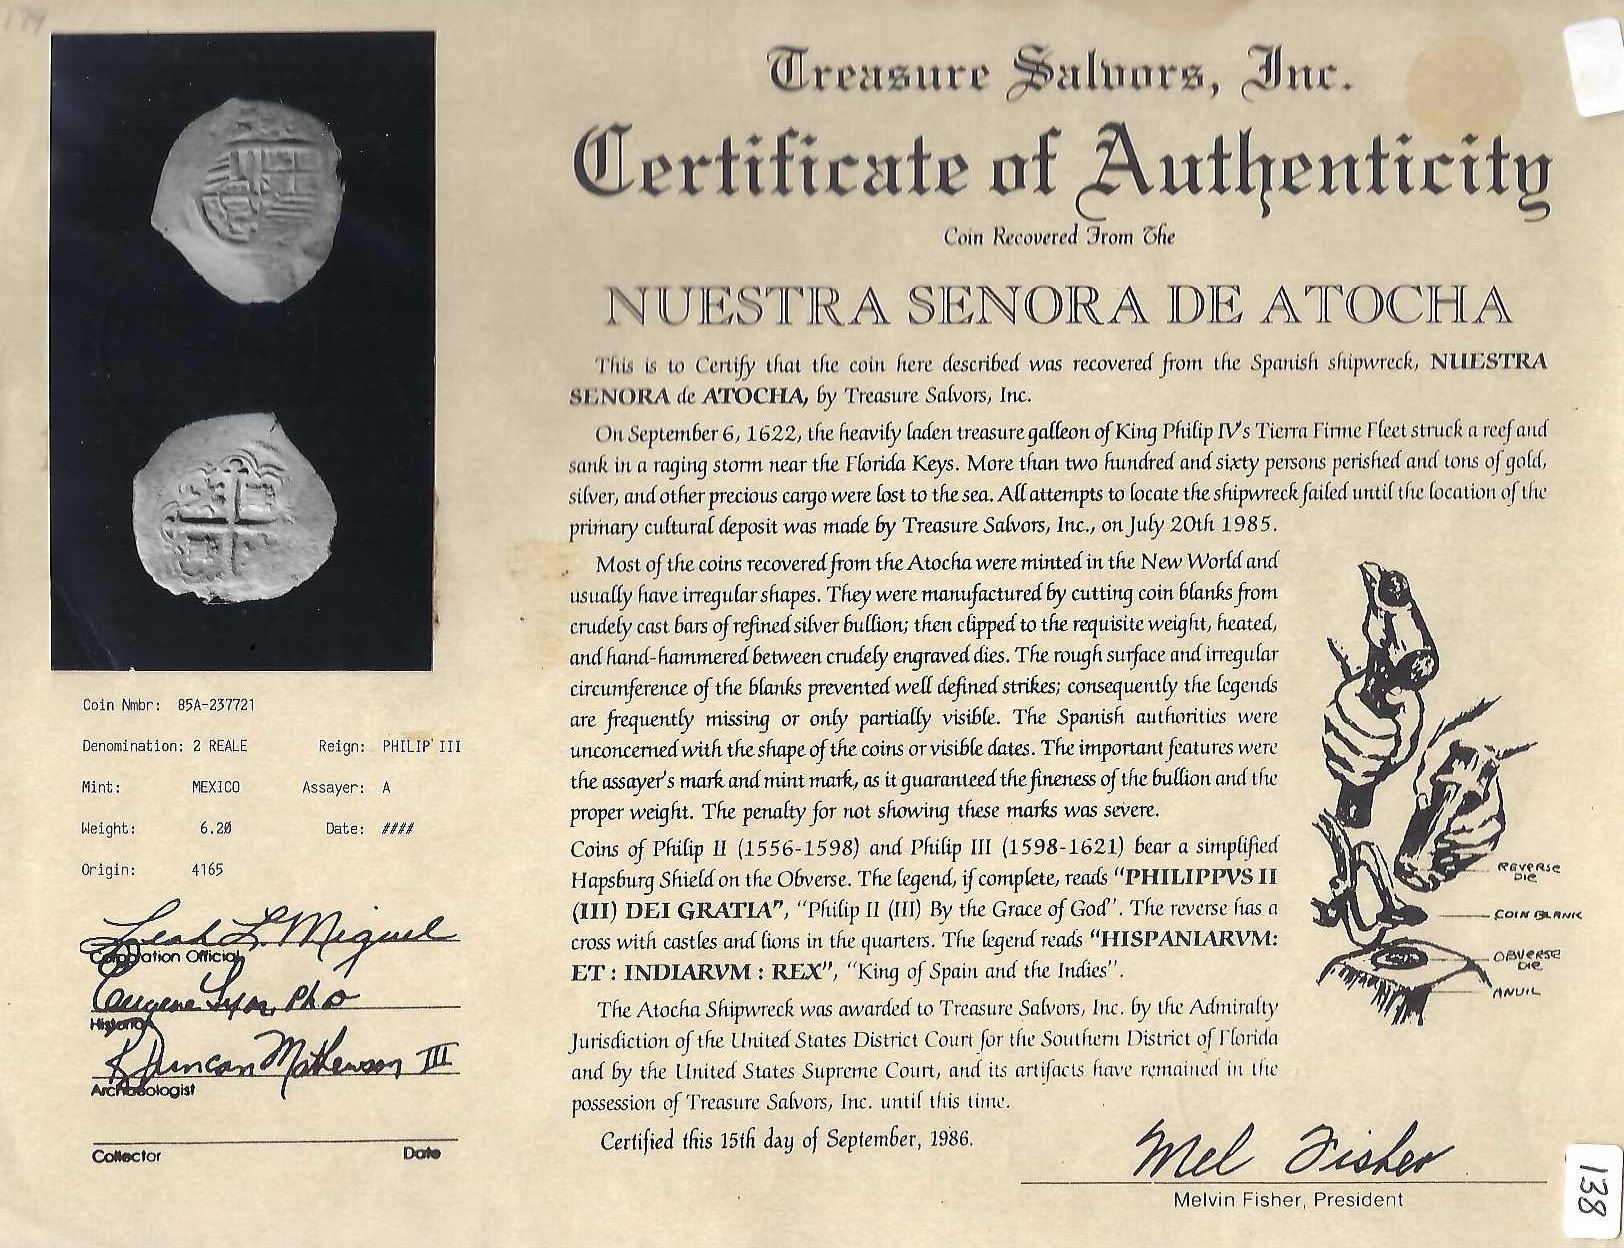 Treasure Salvors, Inc.
Certificate of Authenticity
Coin Recovered From The
NUESTRA SENORA DE ATOCHA
This is to Certify that the coin here described was recovered from the Spanish shipwreck, NUESTRA
SENORA de ATOCHA, by Treasure Salvors, Inc.
On September 6, 1622, the heavily laden treasure galleon of King Philip IV's Tierra Firme Fleet struck a reef and
sank in a raging storm near the Florida Keys. More than two hundred and sixty persons perished and tons of gold,
silver, and other precious cargo were lost to the sea. All attempts to locate the shipwreck failed until the location of the
primary cultural deposit was made by Treasure Salvors, Inc., on July 20th 1985.
Most of the coins recovered from the Atocha were minted in the New World and
usually have irregular shapes. They were manufactured by cutting coin blanks from
crudely cast bars of refined silver bullion; then clipped to the requisite weight, heated,
and hand-hammered between crudely engraved dies. The rough surface and irregular
circumference of the blanks prevented well defined strikes; consequently the legends
are frequently missing or only partially visible. The Spanish authorities were
unconcerned with the shape of the coins or visible dates. The important features were
the assayer's mark and mint mark, as it guaranteed the fineness of the bullion and the
proper weight. The penalty for not showing these marks was severe.
Coins of Philip II (1556-1598) and Philip III (1598-1621) bear a simplified
Hapsburg Shield on the Obverse. The legend, if complete, reads "PHILIPPVS II
(III) DEI GRATIA", "Philip II (III) By the Grace of God". The reverse has a
cross with castles and lions in the quarters. The legend reads "HISPANIARVM:
ET : INDIARVM : REX", "King of Spain and the Indies".
The Atocha Shipwreck was awarded to Treasure Salvors, Inc. by the Admiralty
Jurisdiction of the United States District Court for the Southern District of Florida
and by the United States Supreme Court, and its artifacts have remained in the
possession of Treasure Salvors, Inc. until this time.
Certified this 15th day of September, 1986.
Mel Fisher
Melvin Fisher, President
REVERSE
DIE
COIN BLANK
OBVERSE
DIE
ANVIL
Coin Nmbr: 85A-237721
Denomination: 2 REALE Reign: PHILIP III
Mint: MEXICO Assayer: A
Weight: 6.20 Date: ####
Origin: 4165
Leah L. Miguel
Corporation Official
Eugene Lyon, PhD
Historian
R Duncan Mathewson III
Archaeologist
Collector Date
138